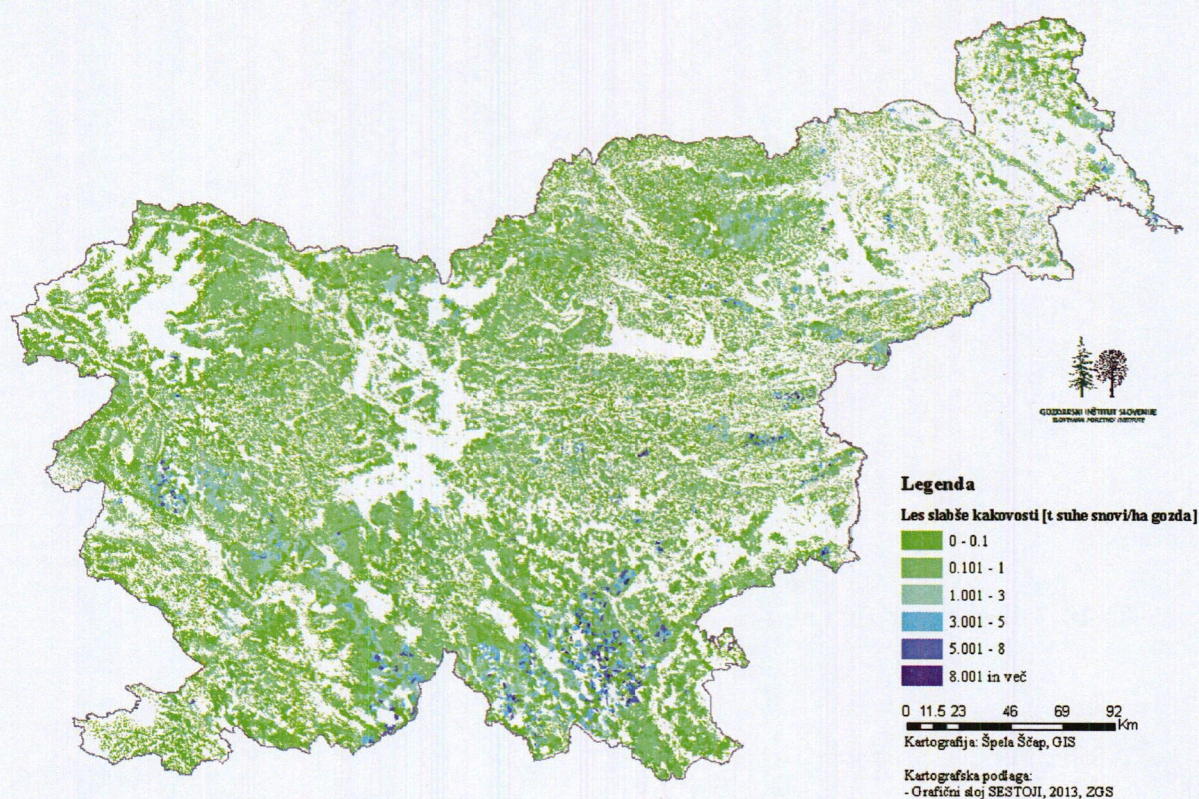 GOZDARSKI INŠTITUT SLOVENIJE
SLOVENIAN FORESTRY INSTITUTE
Legenda
Les slabše kakovosti [t suhe snovi/ha gozda]
0 - 0.1
0.101 - 1
1.001 - 3
3.001 - 5
5.001 - 8
8.001 in več
0 11.5 23 46 69 92
Km
Kartografija: Špela Ščap, GIS
Kartografska podlaga:
- Grafični sloj SESTOJI, 2013, ZGS